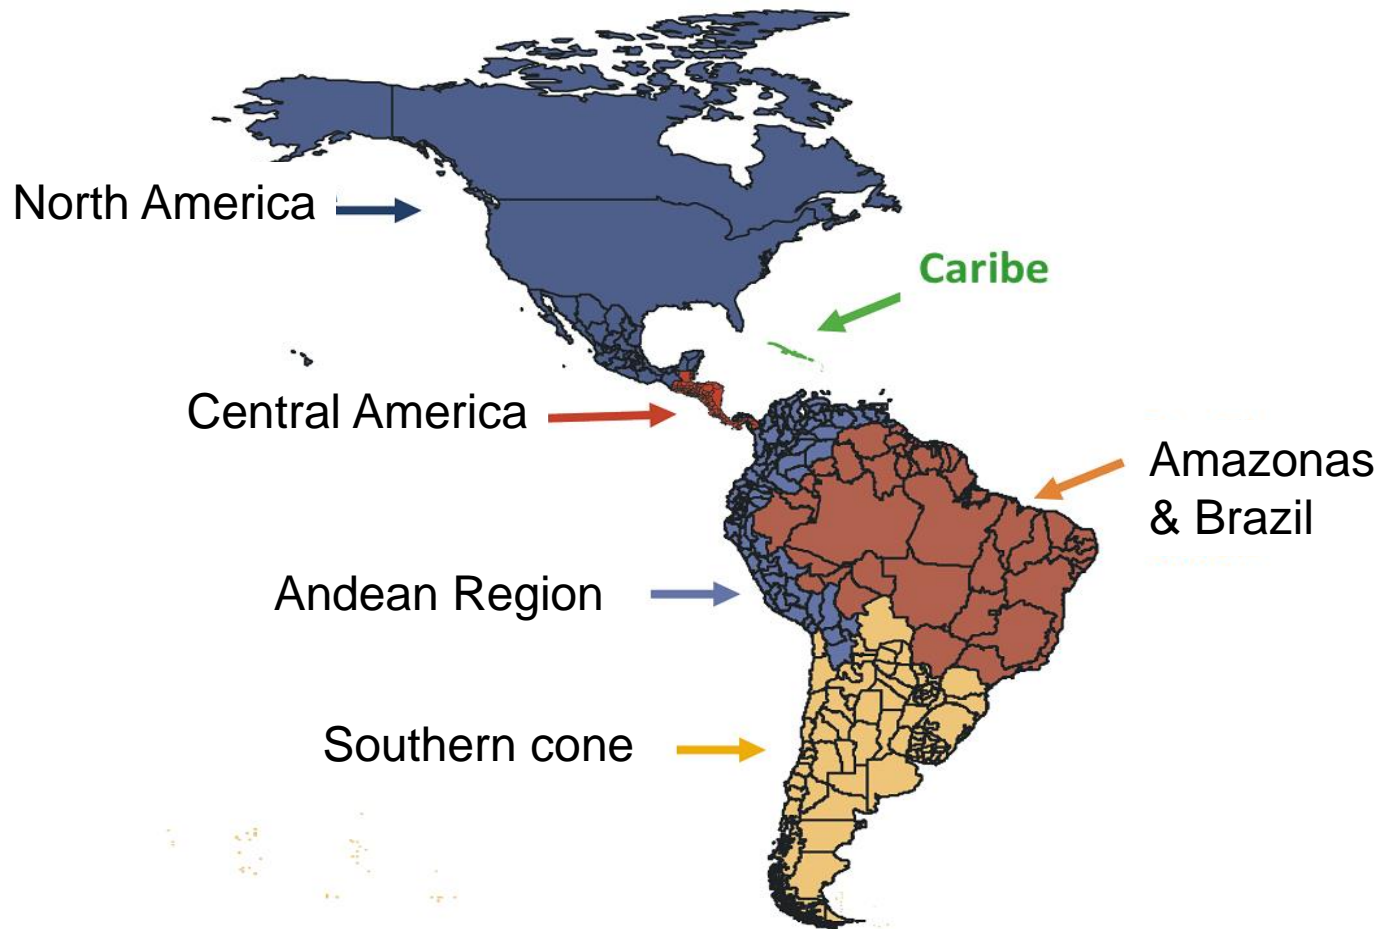 North America
Caribe
Central America
Amazonas
& Brazil
Andean Region
Southern cone